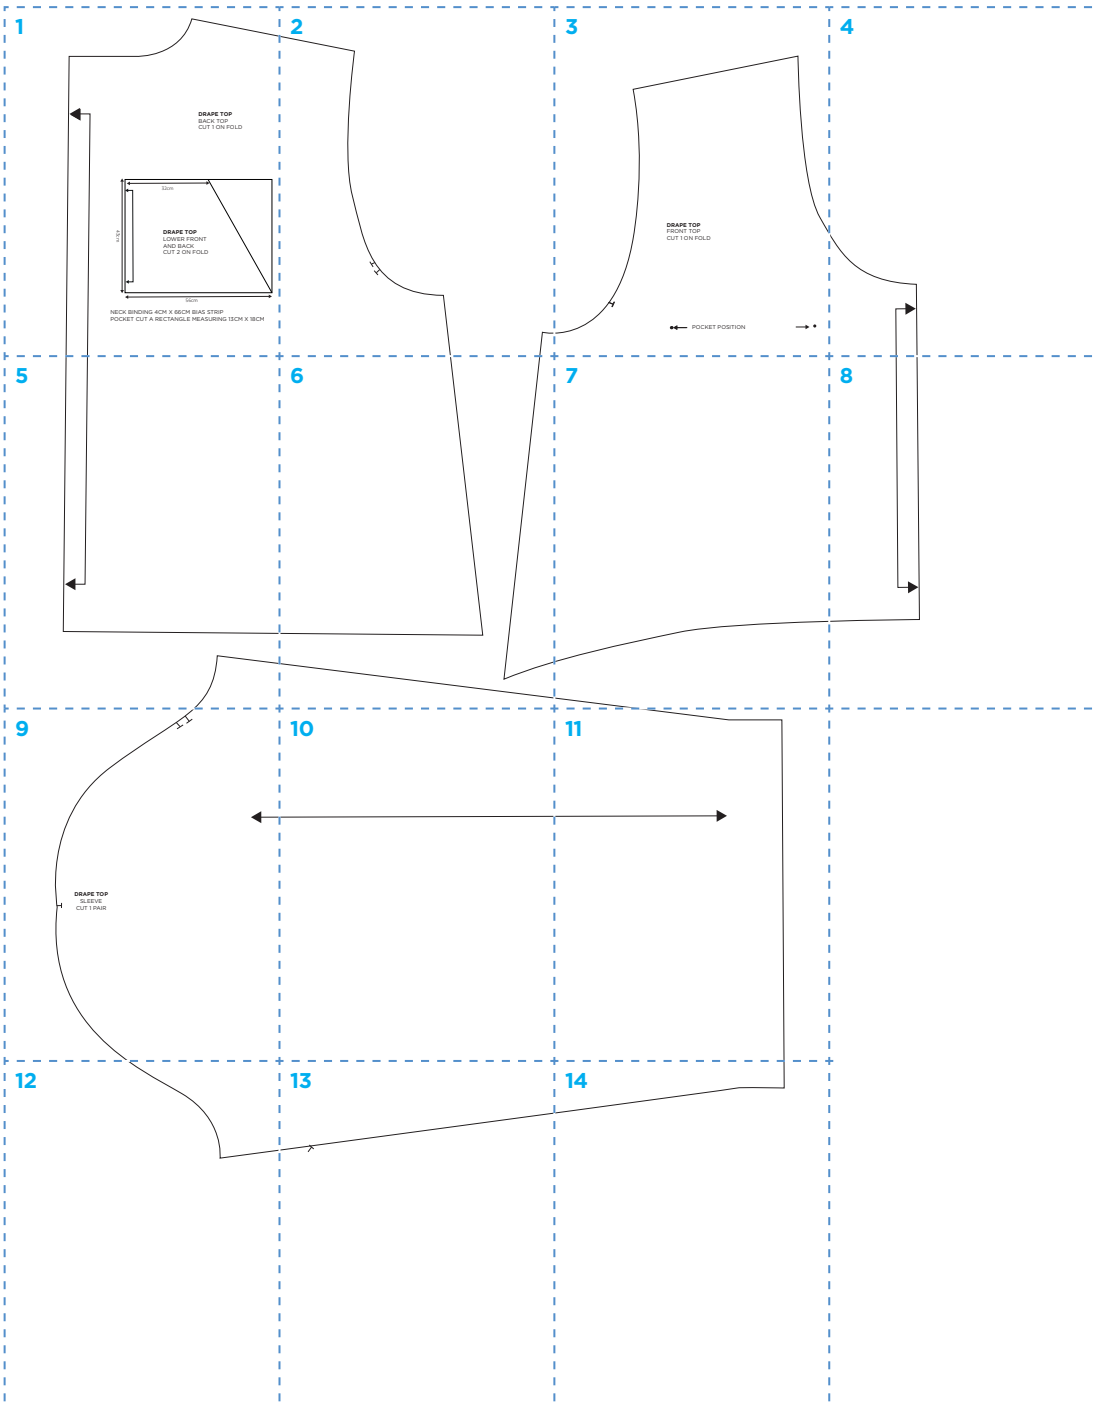 1
2
3
4
DRAPE TOP
BACK TOP
CUT 1 ON FOLD
DRAPE TOP
LOWER FRONT
AND BACK
CUT 2 ON FOLD
55cm
NECK BINDING 4CM X 66CM BIAS STRIP
POCKET CUT A RECTANGLE MEASURING 13CM X 18CM
DRAPE TOP
FRONT TOP
CUT 1 ON FOLD
POCKET POSITION
5
6
7
8
9
10
11
DRAPE TOP
SLEEVE
CUT 1 PAIR
12
13
14